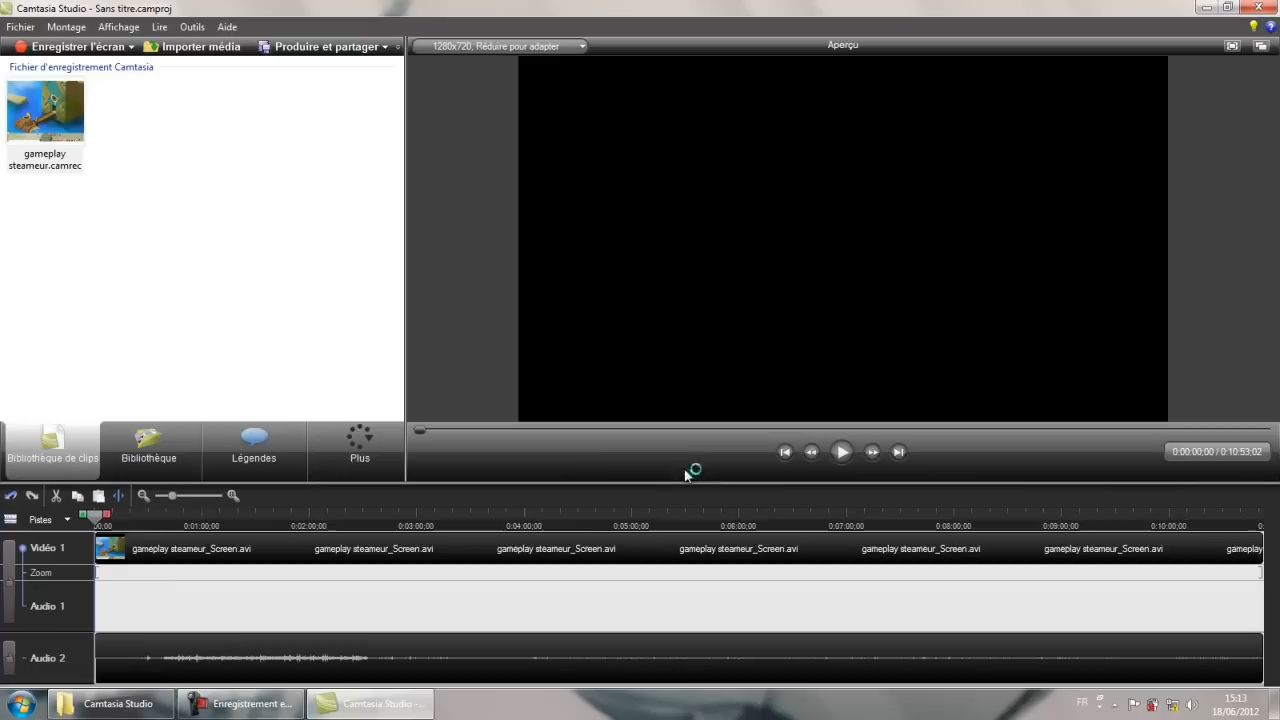 Camtasia Studio - Sans titre.camproj
Fichier Montage Affichage Lire Outils Aide
Enregistrer l'écran Importer média Produire et partager
1280x720, Réduire pour adapter
Aperçu
Fichier d'enregistrement Camtasia
gameplay
steameur.camrec
Bibliothèque de clips
Bibliothèque
Légendes
Plus
0:00:00,00 / 0:10:53,02
Pistes
00;00 0:01:00;00 0:02:00;00 0:03:00;00 0:04:00;00 0:05:00;00 0:06:00;00 0:07:00;00 0:08:00;00 0:09:00;00 0:10:00;00 0:
Vidéo 1
gameplay steameur_Screen.avi gameplay steameur_Screen.avi gameplay steameur_Screen.avi gameplay steameur_Screen.avi gameplay steameur_Screen.avi gameplay steameur_Screen.avi gameplay
Zoom
Audio 1
Audio 2
Camtasia Studio
Enregistrement e...
Camtasia Studio -...
FR
15:13
18/06/2012